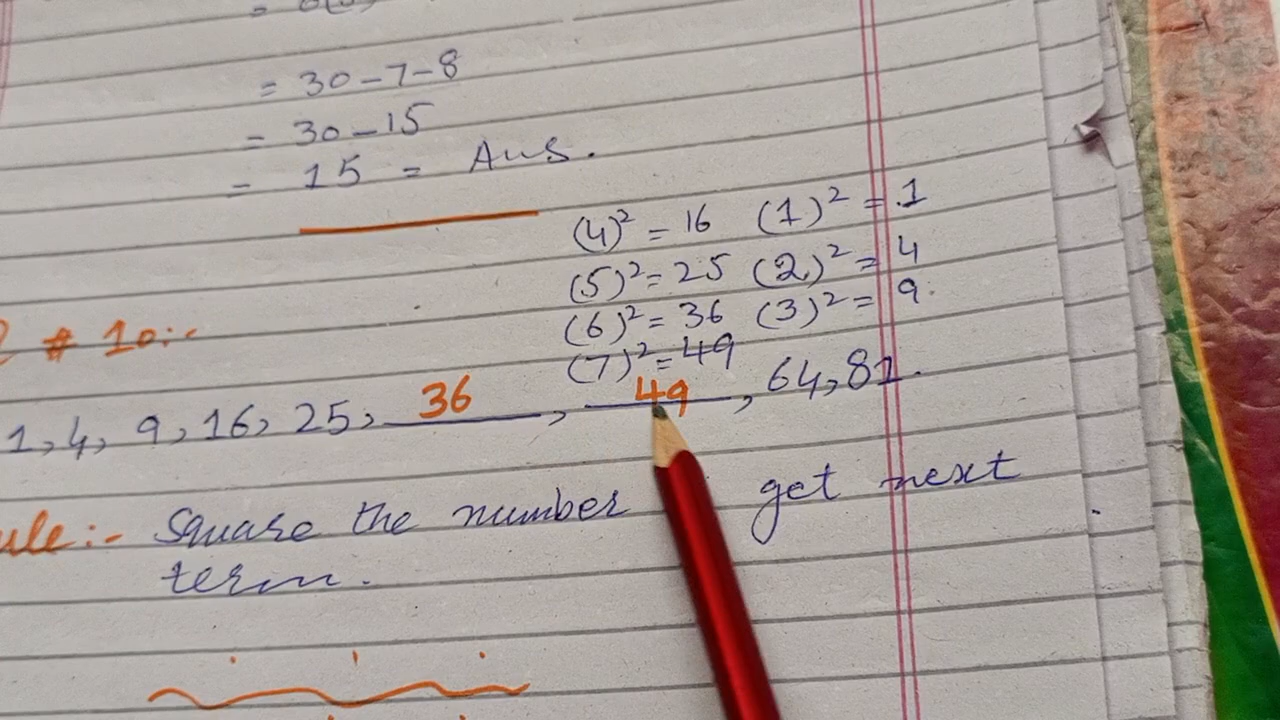 = 30-7-8
= 30-15
= 15 = Ans.
(4)² = 16 (1)² = 1
(5)² = 25 (2)² = 4
(6)² = 36 (3)² = 9
(7)² = 49
# 10:-
1, 4, 9, 16, 25, 36, 49, 64, 81.
ule:- Square the number get next
term.